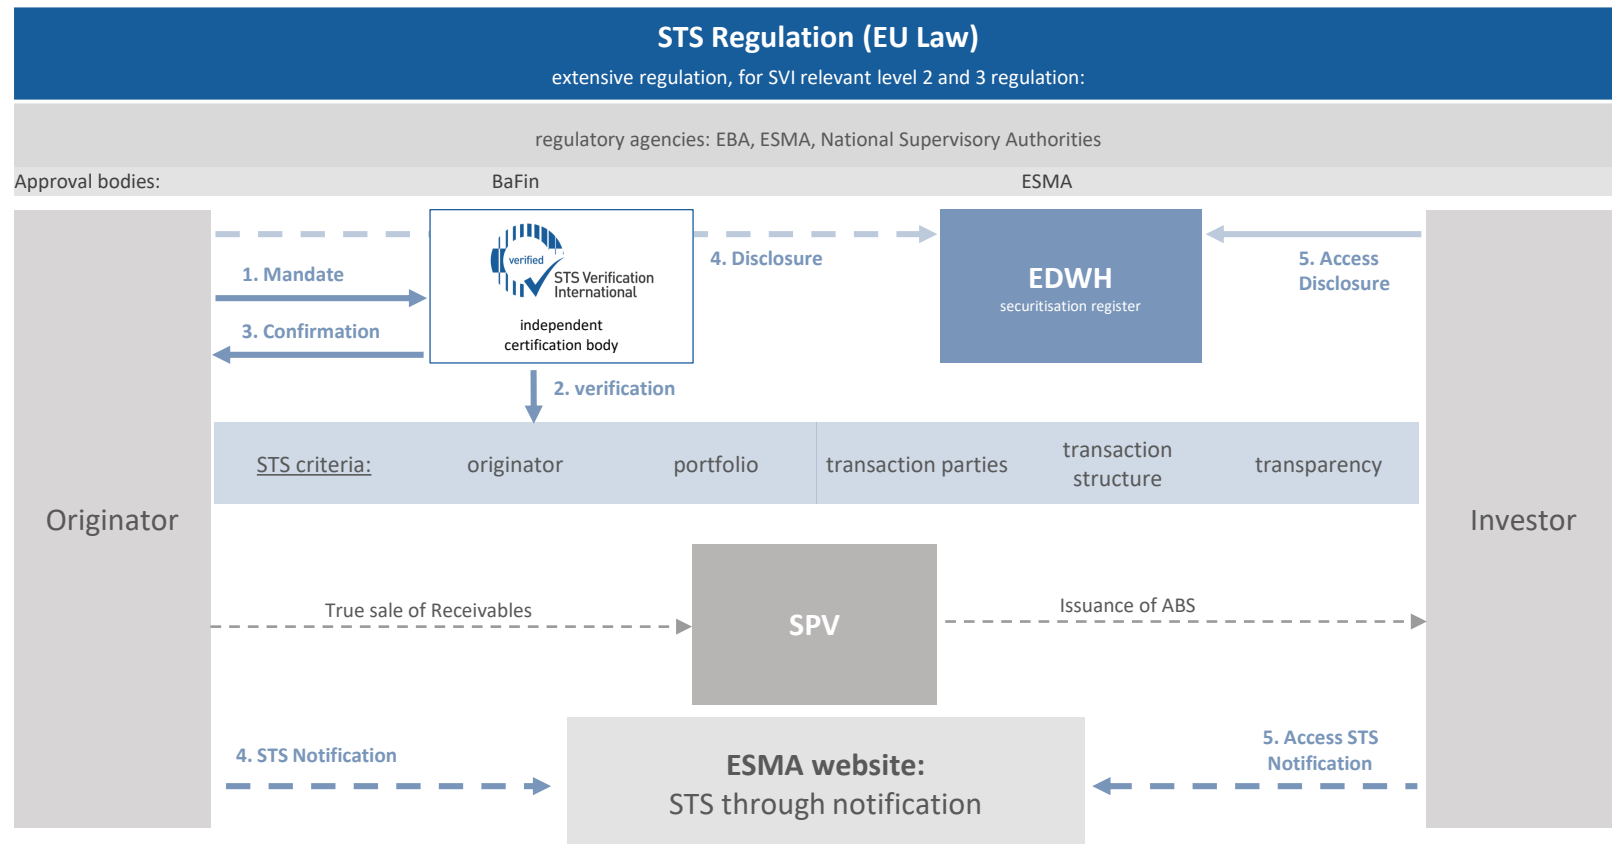 STS Regulation (EU Law)
extensive regulation, for SVI relevant level 2 and 3 regulation:
regulatory agencies: EBA, ESMA, National Supervisory Authorities
Approval bodies:
BaFin
ESMA
Originator
1. Mandate
3. Confirmation
verified
STS Verification
International
independent
certification body
2. verification
4. Disclosure
EDWH
securitisation register
5. Access
Disclosure
Investor
STS criteria:
originator
portfolio
transaction parties
transaction
structure
transparency
True sale of Receivables
SPV
Issuance of ABS
4. STS Notification
ESMA website:
STS through notification
5. Access STS
Notification